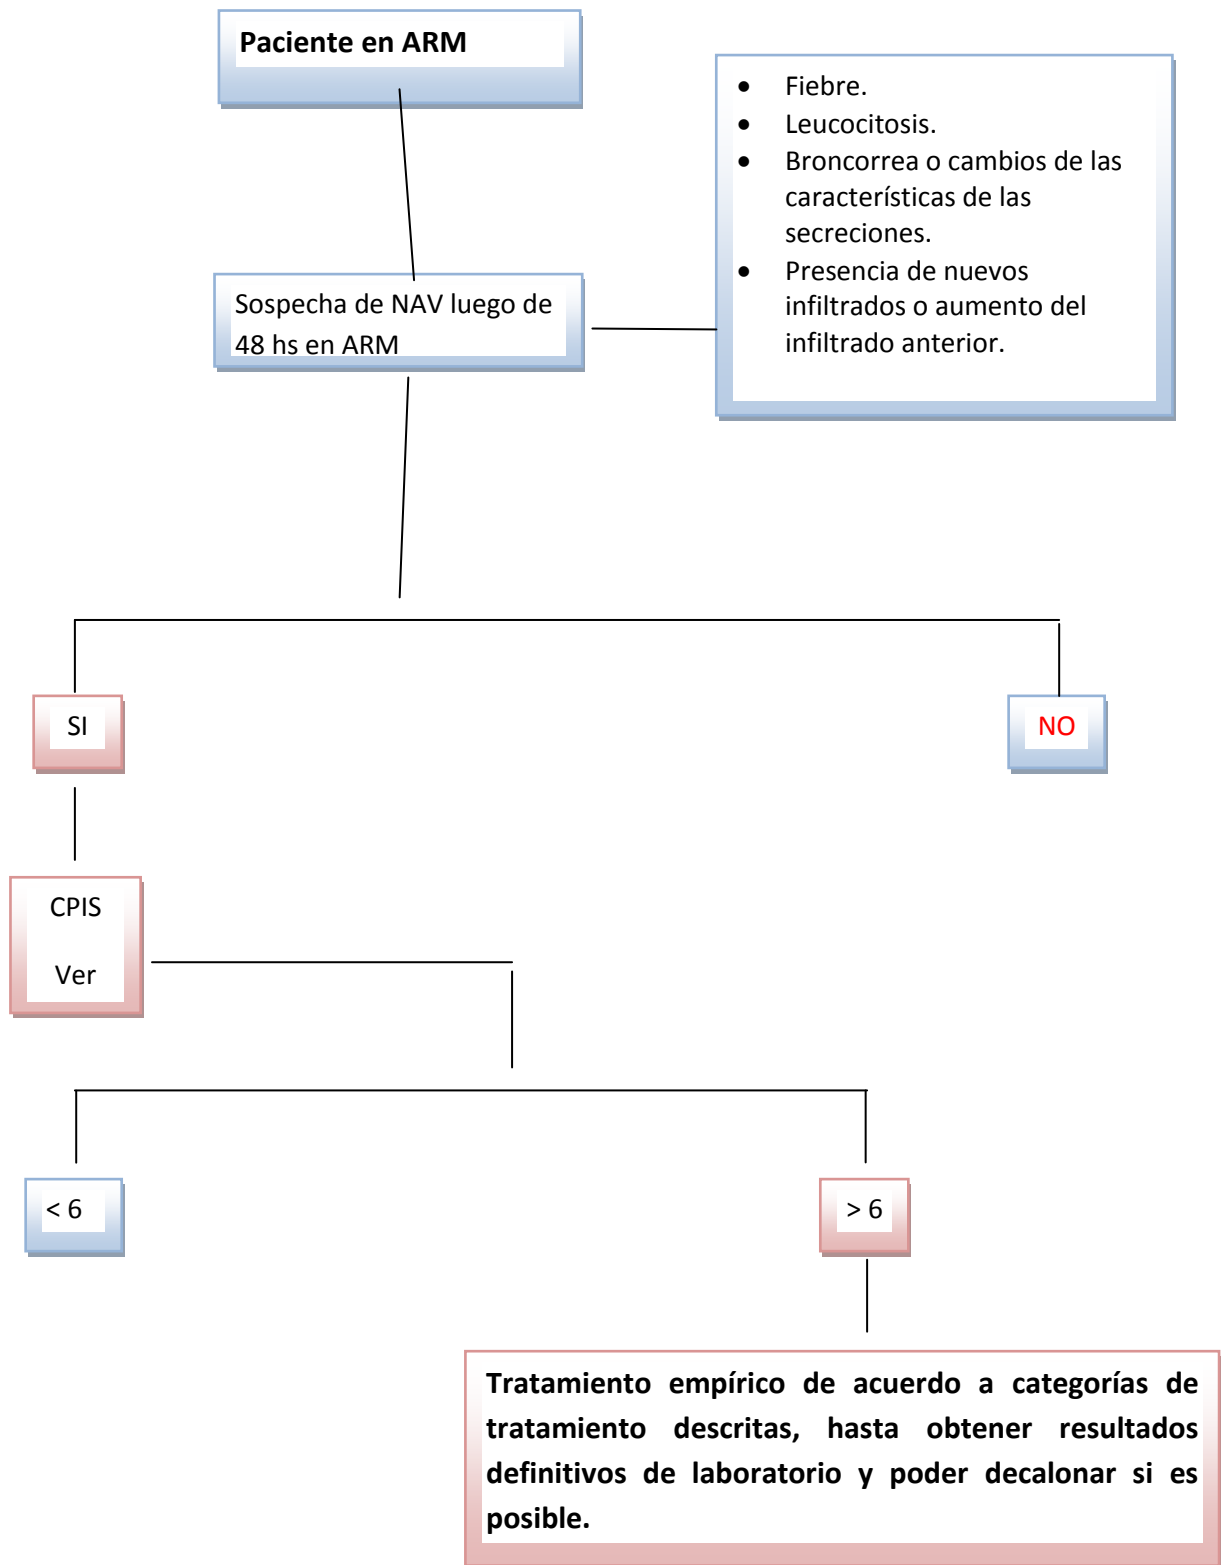 Paciente en ARM
• Fiebre.
• Leucocitosis.
• Broncorrea o cambios de las
características de las
secreciones.
• Presencia de nuevos
infiltrados o aumento del
infiltrado anterior.
Sospecha de NAV luego de
48 hs en ARM
SI
NO
CPIS
Ver
< 6
> 6
Tratamiento empírico de acuerdo a categorías de
tratamiento descritas, hasta obtener resultados
definitivos de laboratorio y poder decalonar si es
posible.